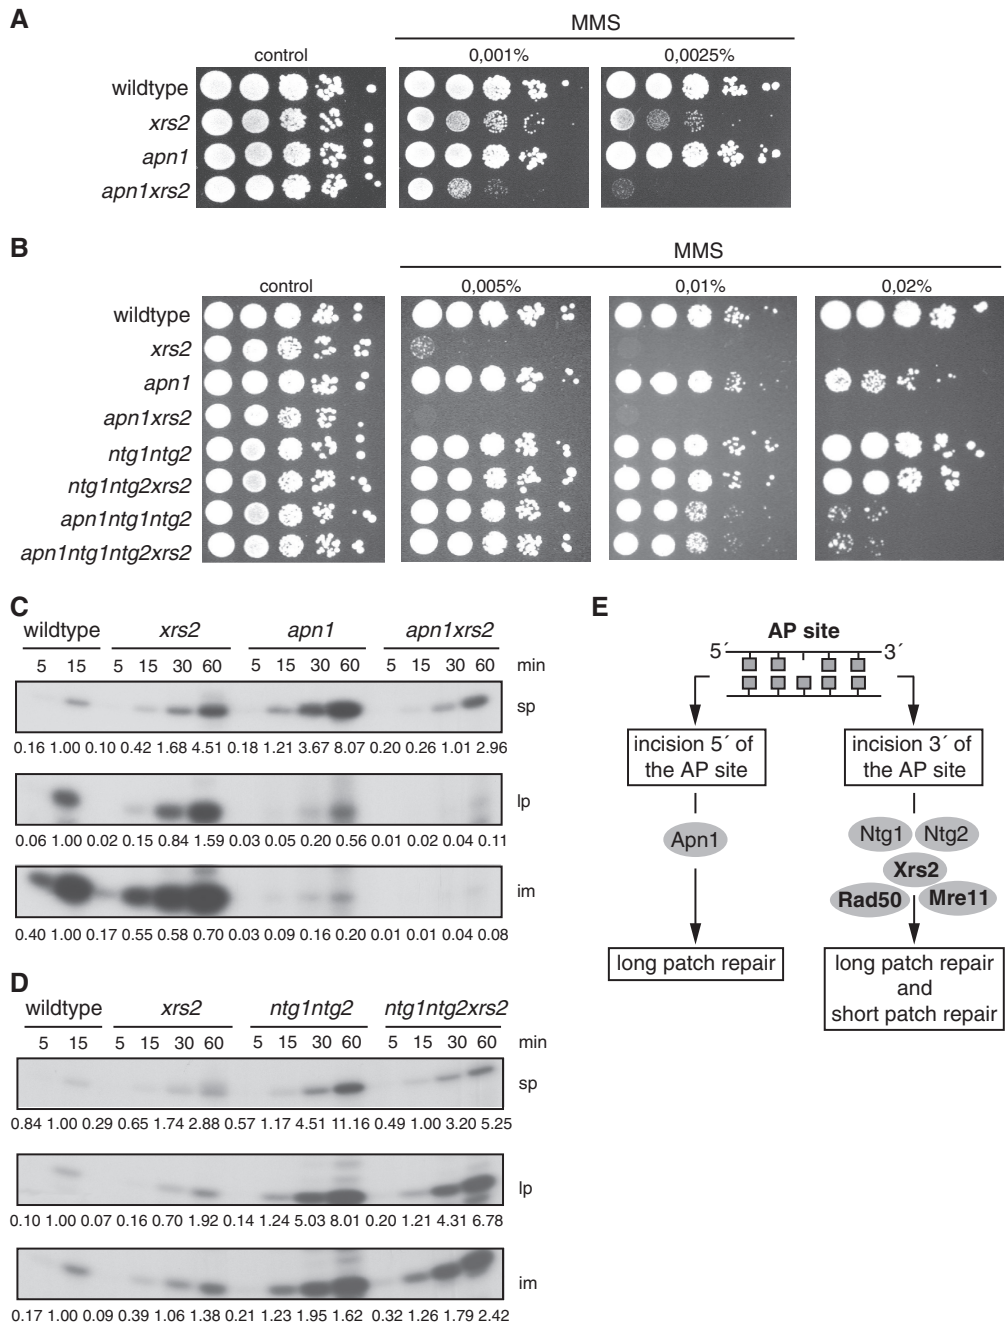 A
MMS
control 0,001% 0,0025%
wildtype
xrs2
apn1
apn1xrs2
B
MMS
control 0,005% 0,01% 0,02%
wildtype
xrs2
apn1
apn1xrs2
ntg1ntg2
ntg1ntg2xrs2
apn1ntg1ntg2
apn1ntg1ntg2xrs2
C
wildtype xrs2 apn1 apn1xrs2
5 15 5 15 30 60 5 15 30 60 5 15 30 60 min
sp
0.16 1.00 0.10 0.42 1.68 4.51 0.18 1.21 3.67 8.07 0.20 0.26 1.01 2.96
lp
0.06 1.00 0.02 0.15 0.84 1.59 0.03 0.05 0.20 0.56 0.01 0.02 0.04 0.11
im
0.40 1.00 0.17 0.55 0.58 0.70 0.03 0.09 0.16 0.20 0.01 0.01 0.04 0.08
D
wildtype xrs2 ntg1ntg2 ntg1ntg2xrs2
5 15 5 15 30 60 5 15 30 60 5 15 30 60 min
sp
0.84 1.00 0.29 0.65 1.74 2.88 0.57 1.17 4.51 11.16 0.49 1.00 3.20 5.25
lp
0.10 1.00 0.07 0.16 0.70 1.92 0.14 1.24 5.03 8.01 0.20 1.21 4.31 6.78
im
0.17 1.00 0.09 0.39 1.06 1.38 0.21 1.23 1.95 1.62 0.32 1.26 1.79 2.42
E
AP site
5´ 3´
incision 5´ of
the AP site
Apn1
long patch repair
incision 3´ of
the AP site
Ntg1 Ntg2
Xrs2
Rad50 Mre11
long patch repair
and
short patch repair